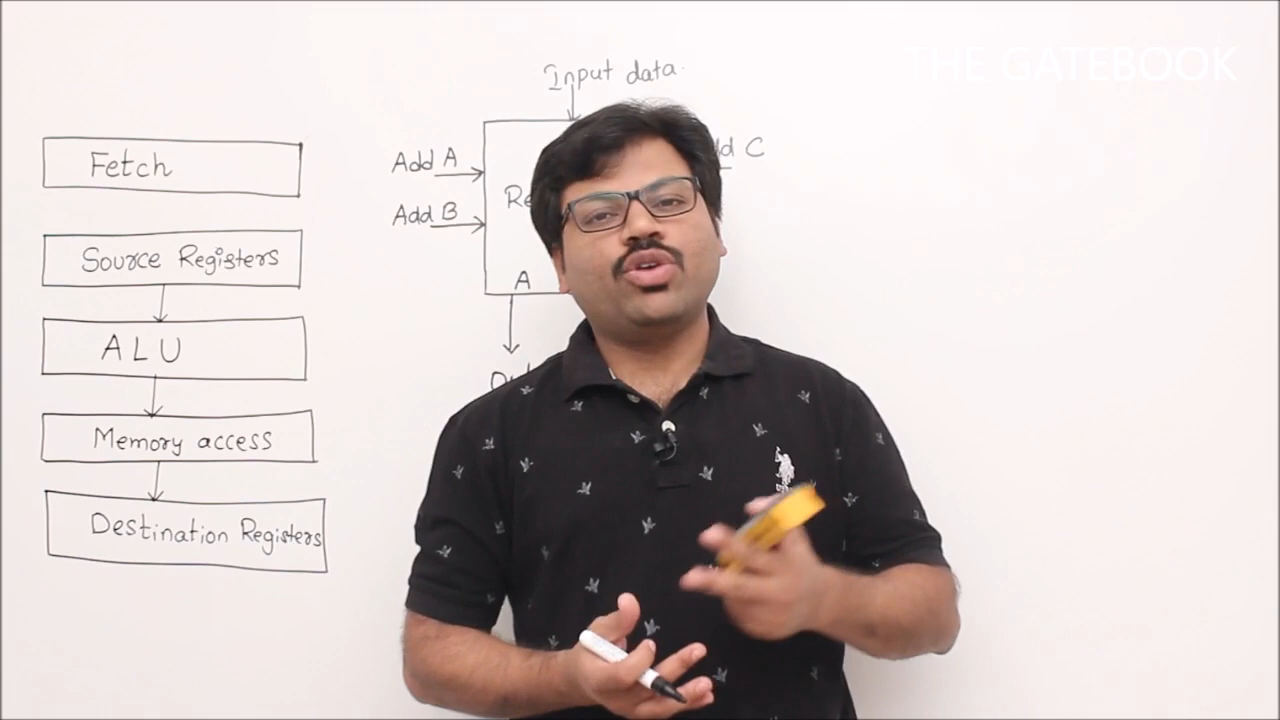 THE GATEBOOK
Input data
Fetch
Add A
Add B
Source Registers
A
ALU
Memory access
Destination Registers
C